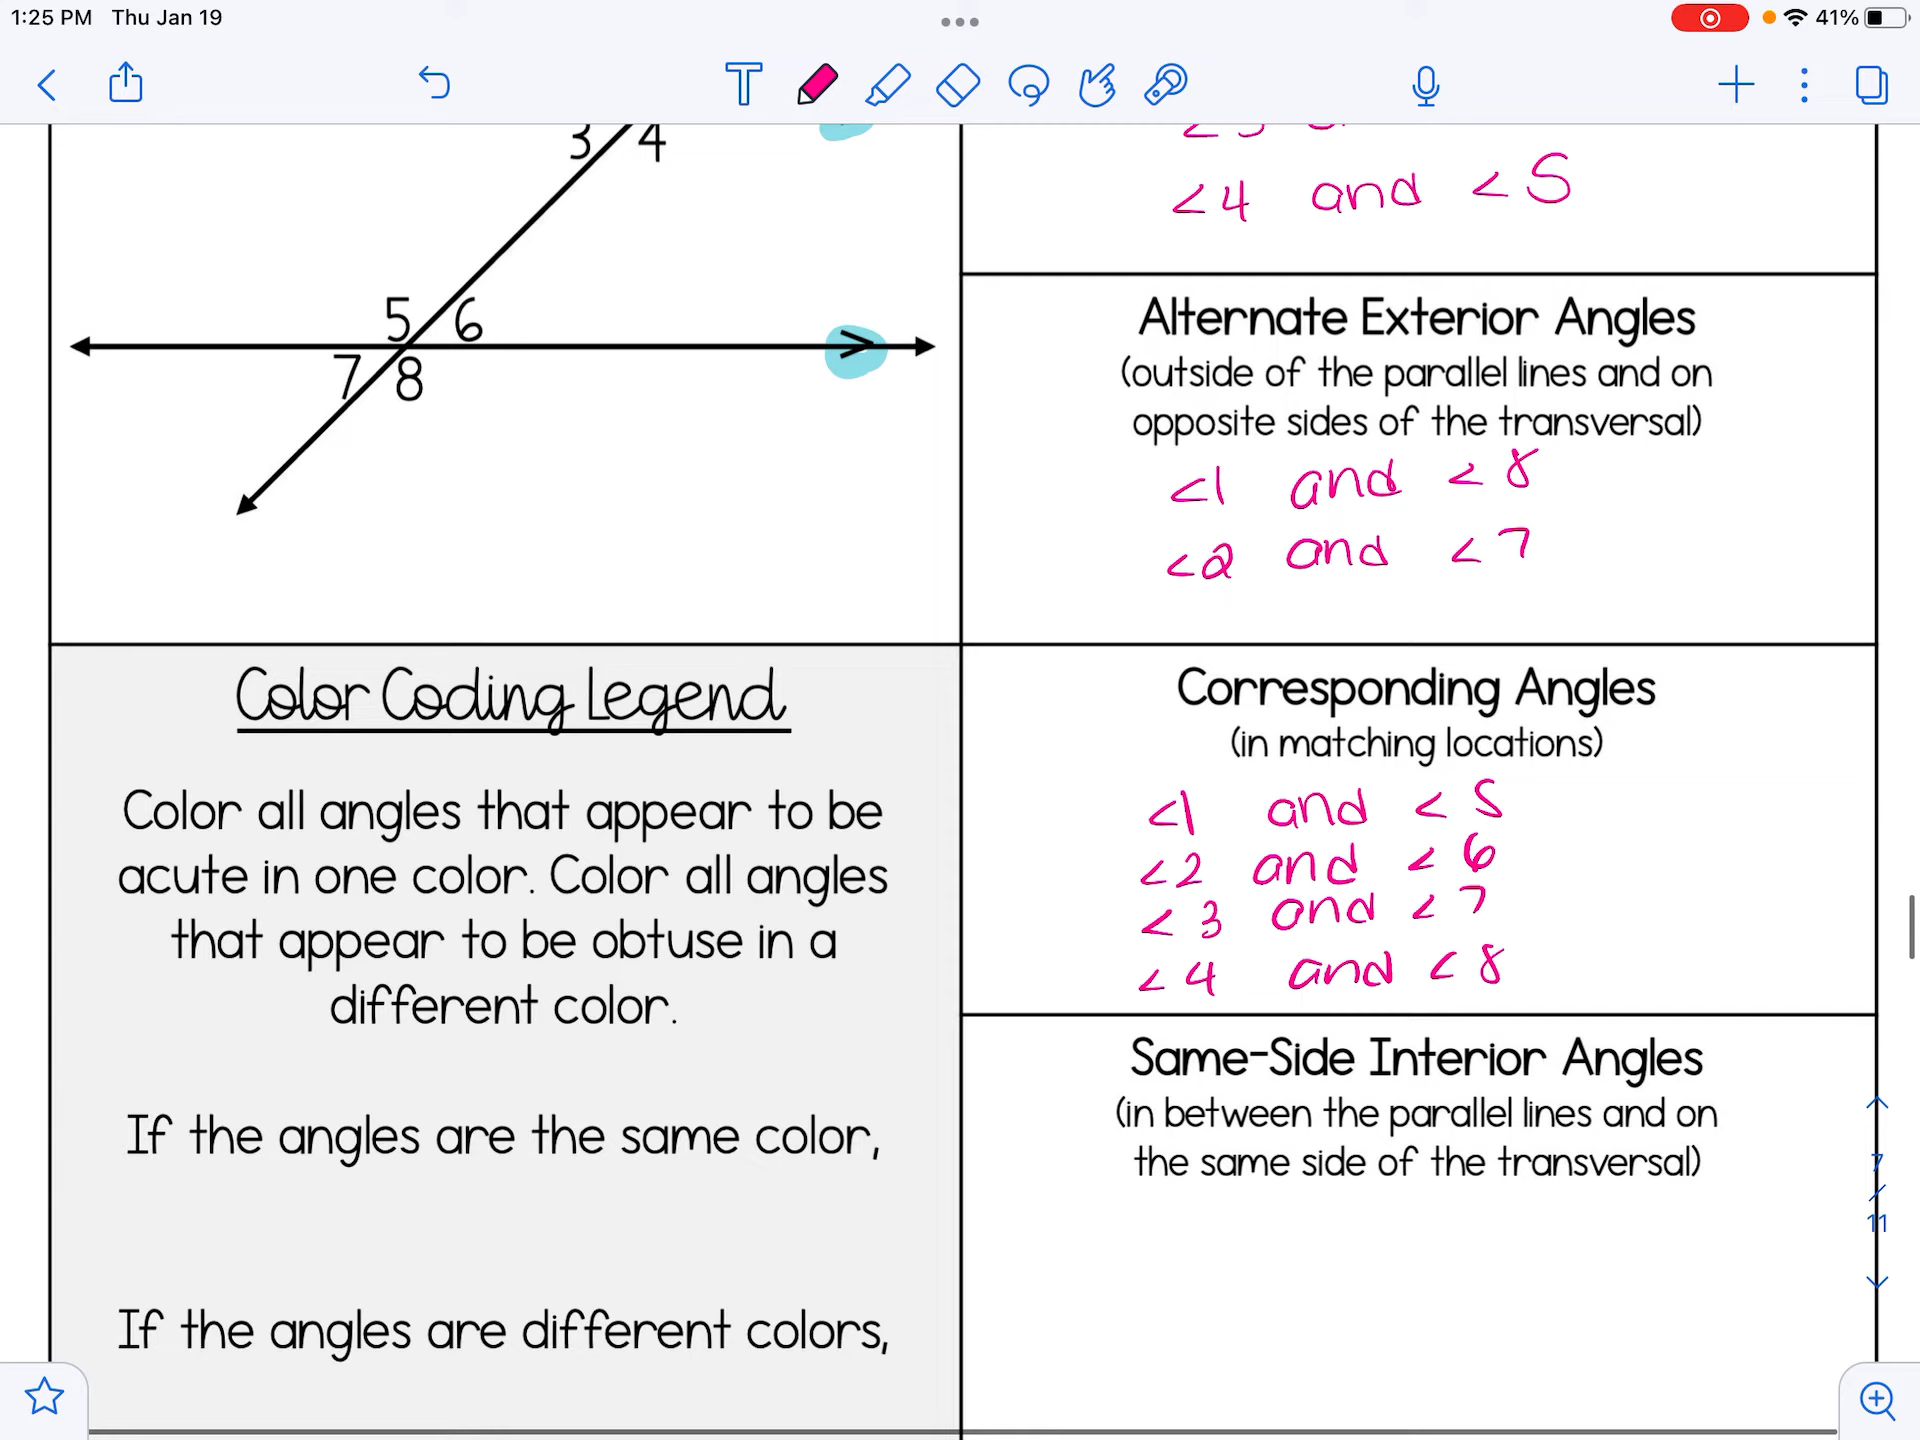 1:25 PM Thu Jan 19
41%
3 4
5 6
7 8
<4 and <5
Alternate Exterior Angles
(outside of the parallel lines and on
opposite sides of the transversal)
<1 and <8
<2 and <7
Color Coding Legend
Color all angles that appear to be
acute in one color. Color all angles
that appear to be obtuse in a
different color.
If the angles are the same color,
If the angles are different colors,
Corresponding Angles
(in matching locations)
<1 and <5
<2 and <6
<3 and <7
<4 and <8
Same-Side Interior Angles
(in between the parallel lines and on
the same side of the transversal)
7
/
11